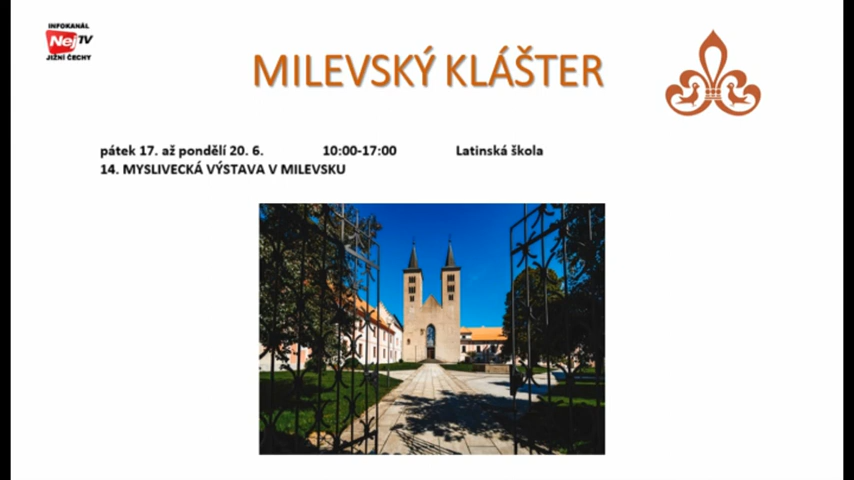 INFOKANÁL
Nej TV
JIŽNÍ ČECHY
MILEVSKÝ KLÁŠTER
pátek 17. až pondělí 20. 6. 10:00-17:00 Latinská škola
14. MYSLIVECKÁ VÝSTAVA V MILEVSKU